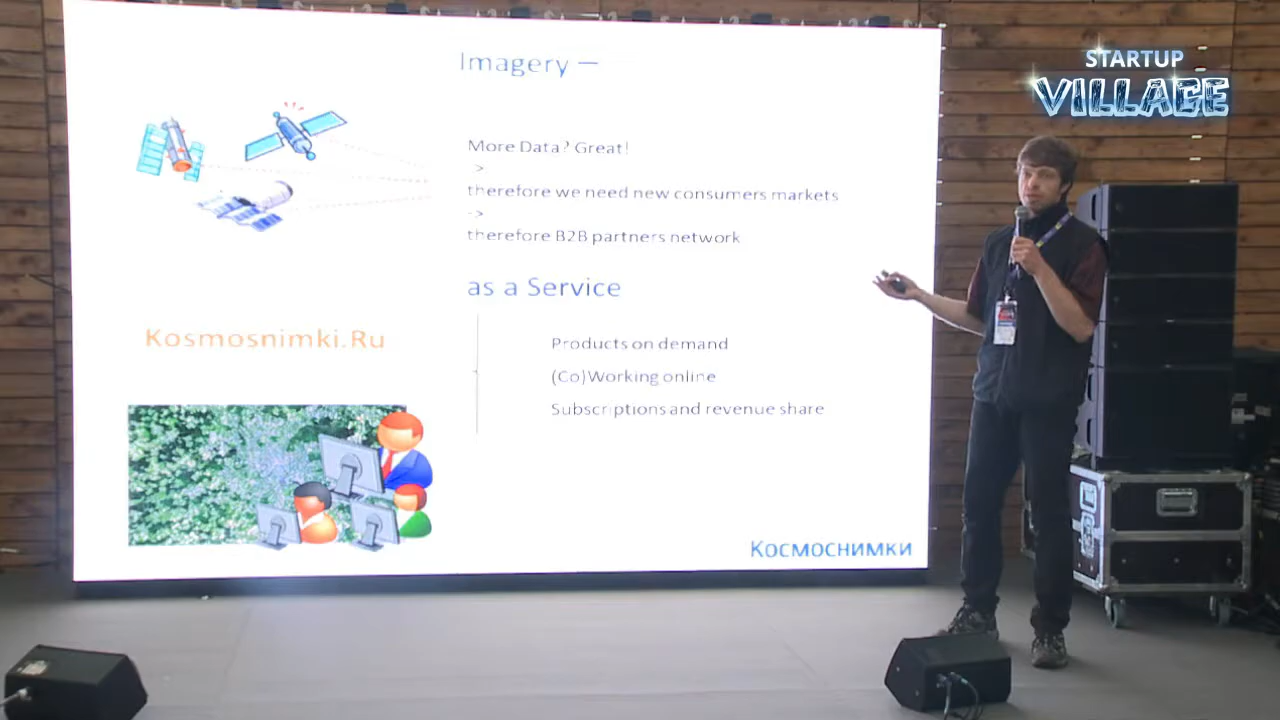 Imagery —
STARTUP
VILLAGE
More Data? Great!
->
therefore we need new consumers markets
->
therefore B2B partners network
as a Service
Kosmosnimki.Ru
Products on demand
(Co)Working online
Subscriptions and revenue share
Космоснимки